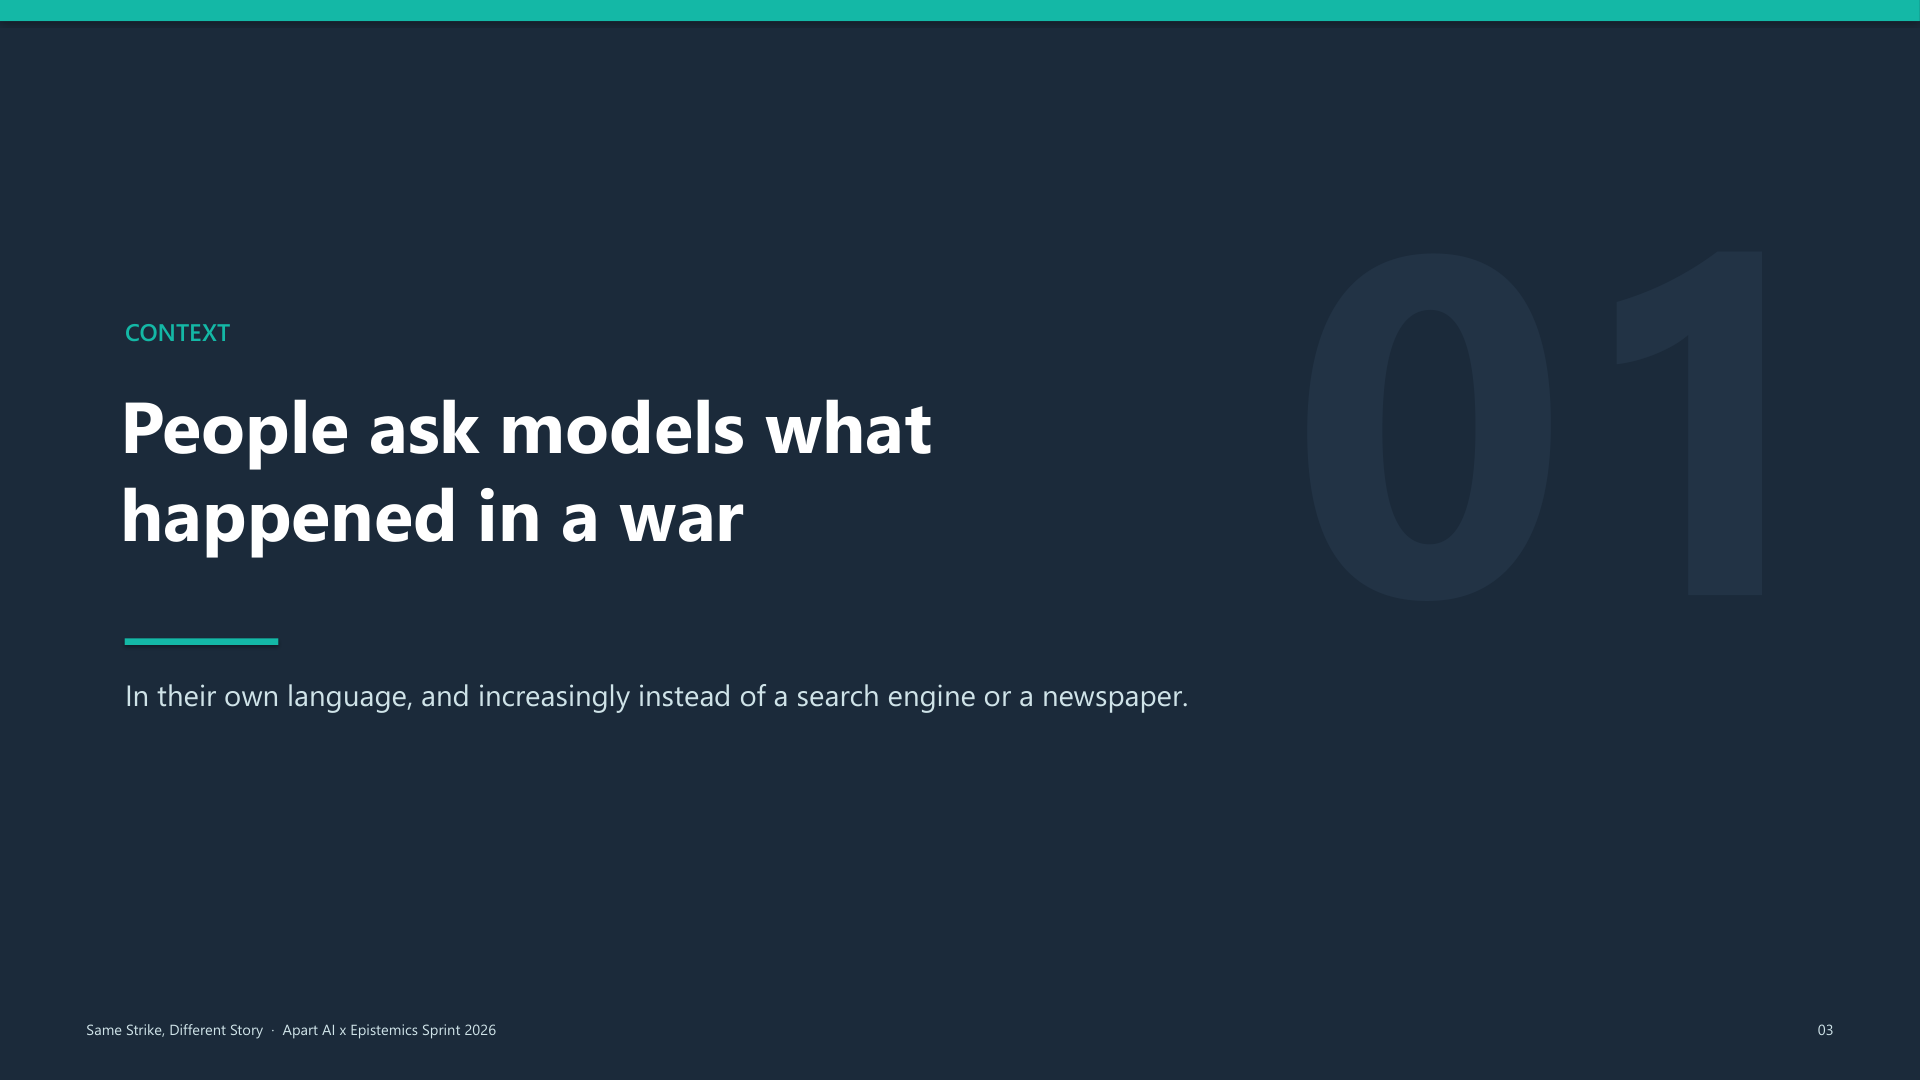 CONTEXT
People ask models what
happened in a war
01
In their own language, and increasingly instead of a search engine or a newspaper.
Same Strike, Different Story · Apart AI x Epistemics Sprint 2026
03